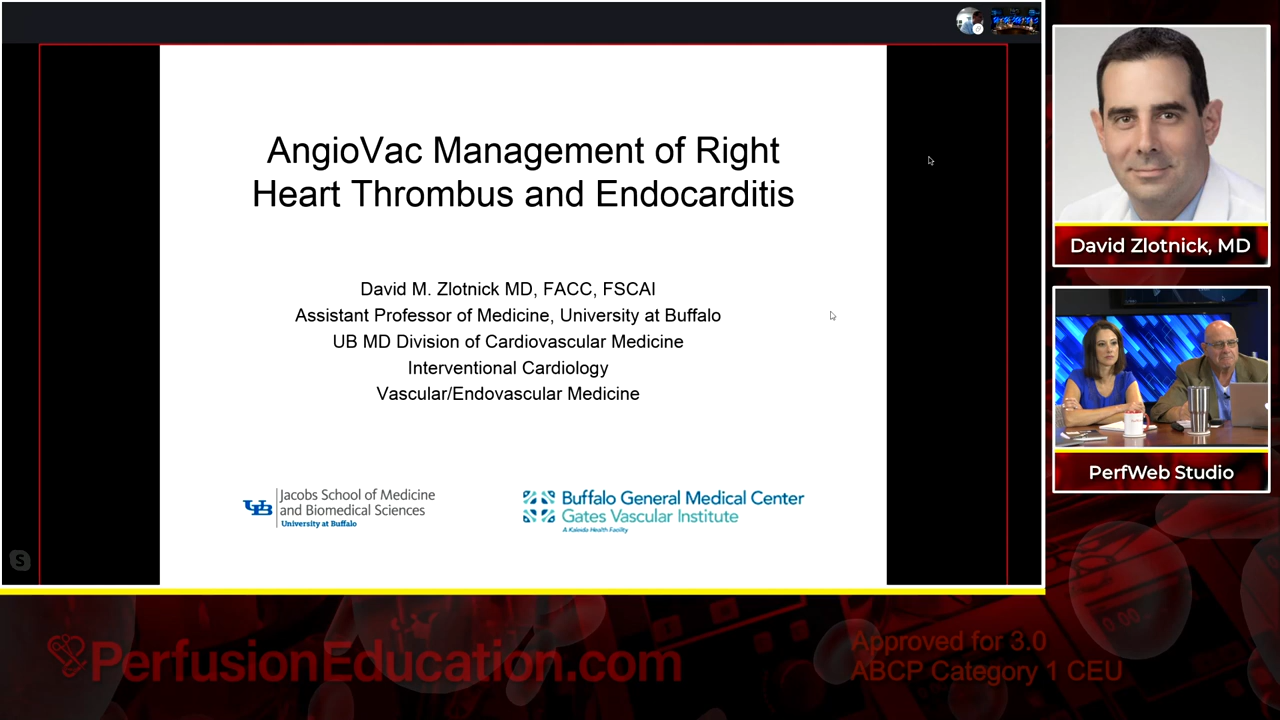 AngioVac Management of Right
Heart Thrombus and Endocarditis
David M. Zlotnick MD, FACC, FSCAI
Assistant Professor of Medicine, University at Buffalo
UB MD Division of Cardiovascular Medicine
Interventional Cardiology
Vascular/Endovascular Medicine
UB
Jacobs School of Medicine
and Biomedical Sciences
University at Buffalo
Buffalo General Medical Center
Gates Vascular Institute
A Kaleida Health Facility
S
David Zlotnick, MD
PerfWeb Studio
PerfusionEducation.com
Approved for 3.0
ABCP Category 1 CEU
0:00